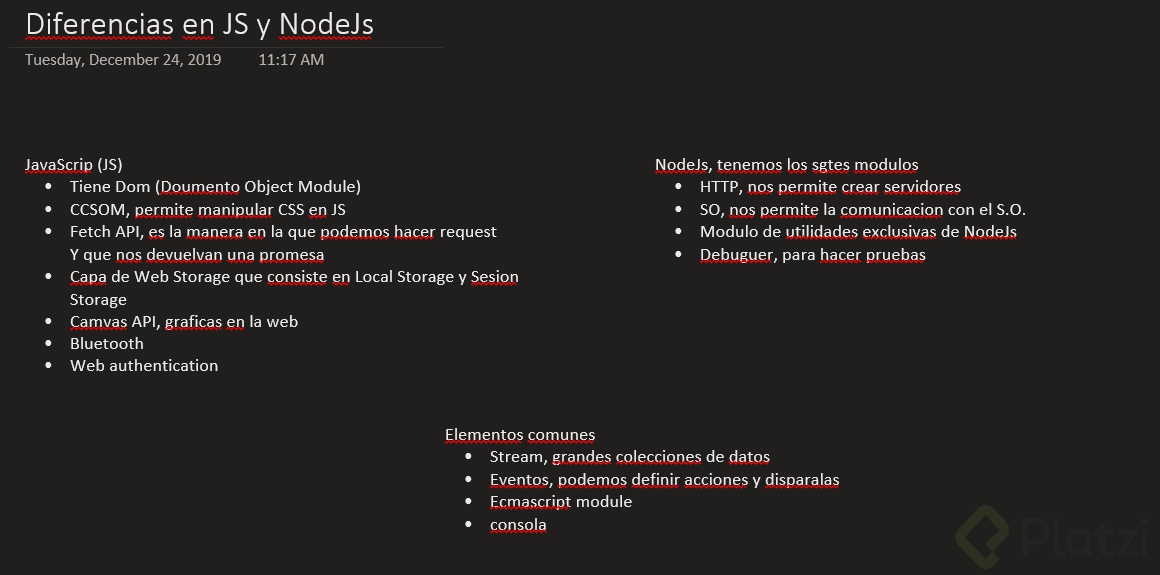 Diferencias en JS y NodeJs
Tuesday, December 24, 2019 11:17 AM
JavaScrip (JS)
• Tiene Dom (Doumento Object Module)
• CCSOM, permite manipular CSS en JS
• Fetch API, es la manera en la que podemos hacer request
Y que nos devuelvan una promesa
• Capa de Web Storage que consiste en Local Storage y Sesion
Storage
• Camvas API, graficas en la web
• Bluetooth
• Web authentication
NodeJs, tenemos los sgtes modulos
• HTTP, nos permite crear servidores
• SO, nos permite la comunicacion con el S.O.
• Modulo de utilidades exclusivas de NodeJs
• Debuguer, para hacer pruebas
Elementos comunes
• Stream, grandes colecciones de datos
• Eventos, podemos definir acciones y disparalas
• Ecmascript module
• consola
Platzi